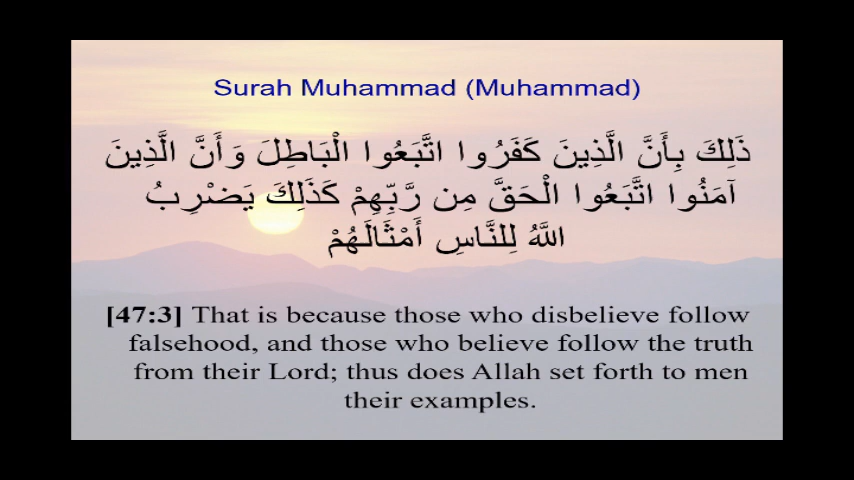 Surah Muhammad (Muhammad)
ذَلِكَ بِأَنَّ الَّذِينَ كَفَرُوا اتَّبَعُوا الْبَاطِلَ وَأَنَّ الَّذِينَ
آمَنُوا اتَّبَعُوا الْحَقَّ مِن رَّبِّهِمْ كَذَلِكَ يَضْرِبُ
اللَّهُ لِلنَّاسِ أَمْثَالَهُمْ
[47:3] That is because those who disbelieve follow
falsehood, and those who believe follow the truth
from their Lord; thus does Allah set forth to men
their examples.